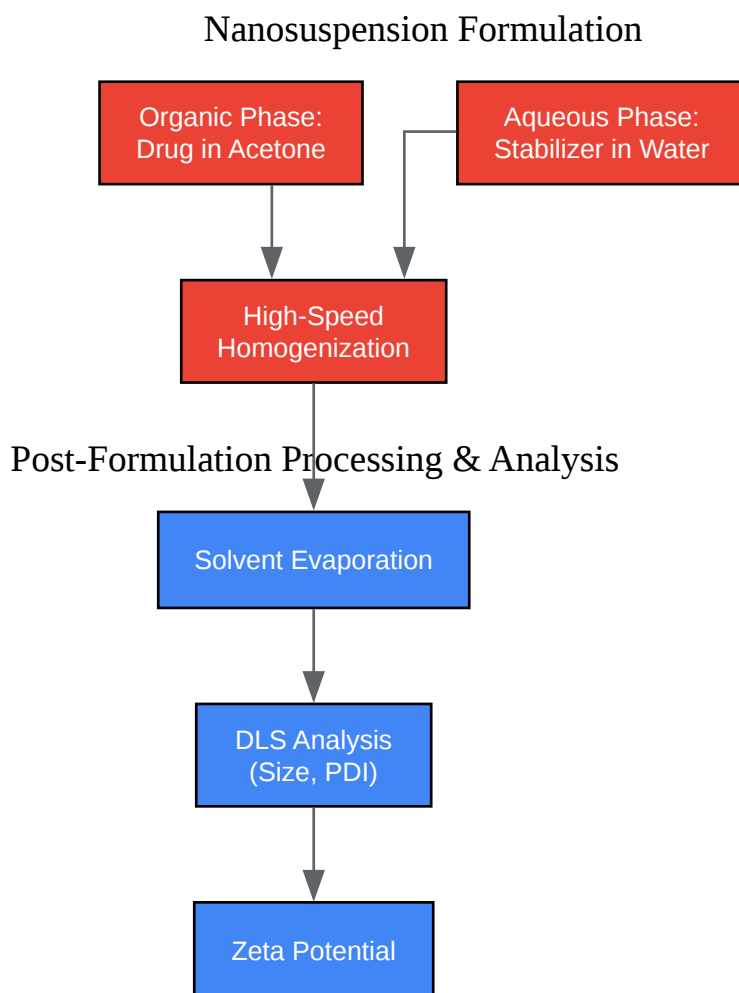 Nanosuspension Formulation
Organic Phase:
Drug in Acetone
Aqueous Phase:
Stabilizer in Water
High-Speed
Homogenization
Post-Formulation Processing & Analysis
Solvent Evaporation
DLS Analysis
(Size, PDI)
Zeta Potential